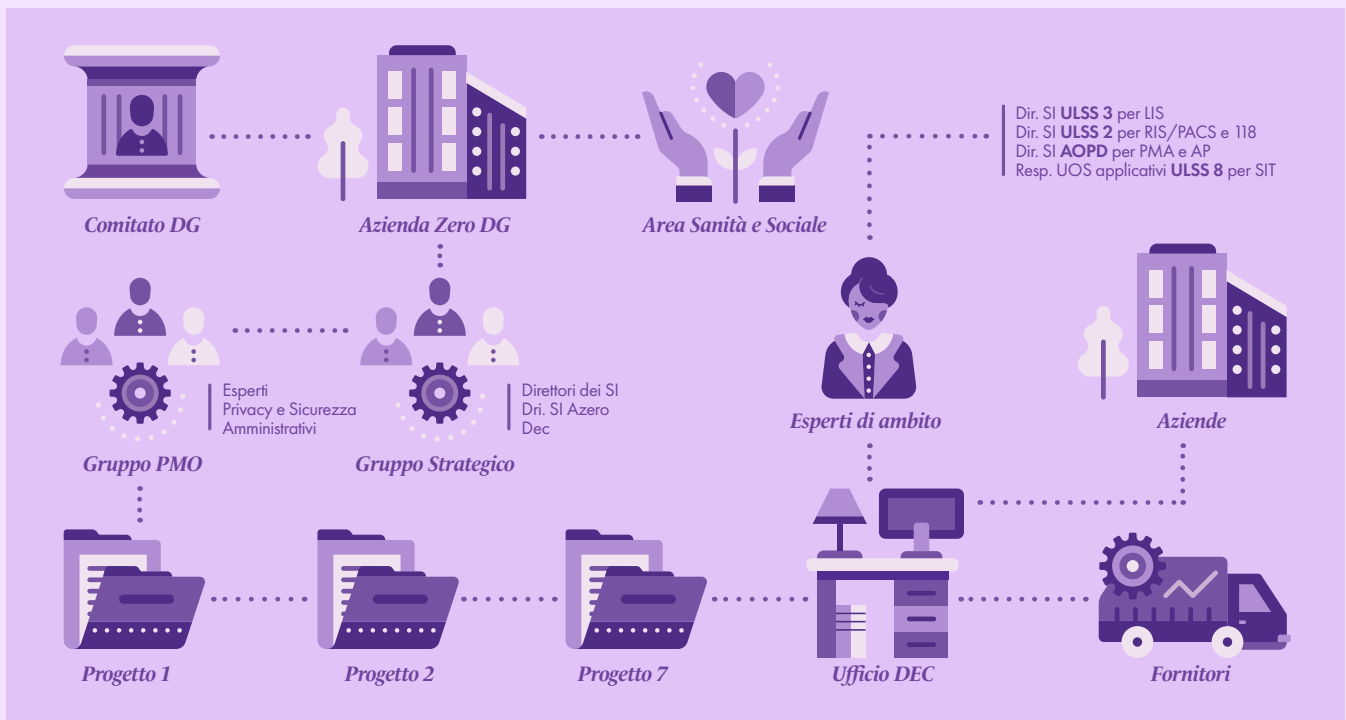 Dir. SI ULSS 3 per LIS
Dir. SI ULSS 2 per RIS/PACS e 118
Dir. SI AOPD per PMA e AP
Resp. UOS applicativi ULSS 8 per SIT
Comitato DG
Azienda Zero DG
Area Sanità e Sociale
Esperti
Privacy e Sicurezza
Amministrativi
Direttori dei SI
Dri. SI Azero
Dec
Esperti di ambito
Aziende
Gruppo PMO
Gruppo Strategico
Progetto 1
Progetto 2
Progetto 7
Ufficio DEC
Fornitori